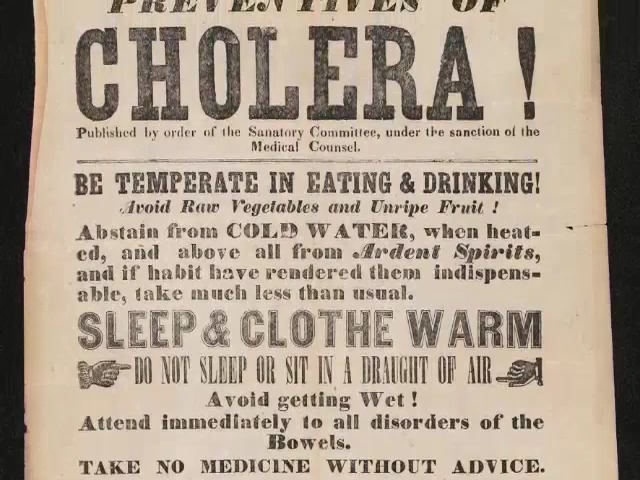 PREVENTIVES OF
CHOLERA!
Published by order of the Sanatory Committee, under the sanction of the
Medical Counsel.
BE TEMPERATE IN EATING & DRINKING!
Avoid Raw Vegetables and Unripe Fruit !
Abstain from COLD WATER, when heat-
ed, and above all from Ardent Spirits,
and if habit have rendered them indispens-
able, take much less than usual.
SLEEP & CLOTHE WARM
DO NOT SLEEP OR SIT IN A DRAUGHT OF AIR
Avoid getting Wet !
Attend immediately to all disorders of the
Bowels.
TAKE NO MEDICINE WITHOUT ADVICE.